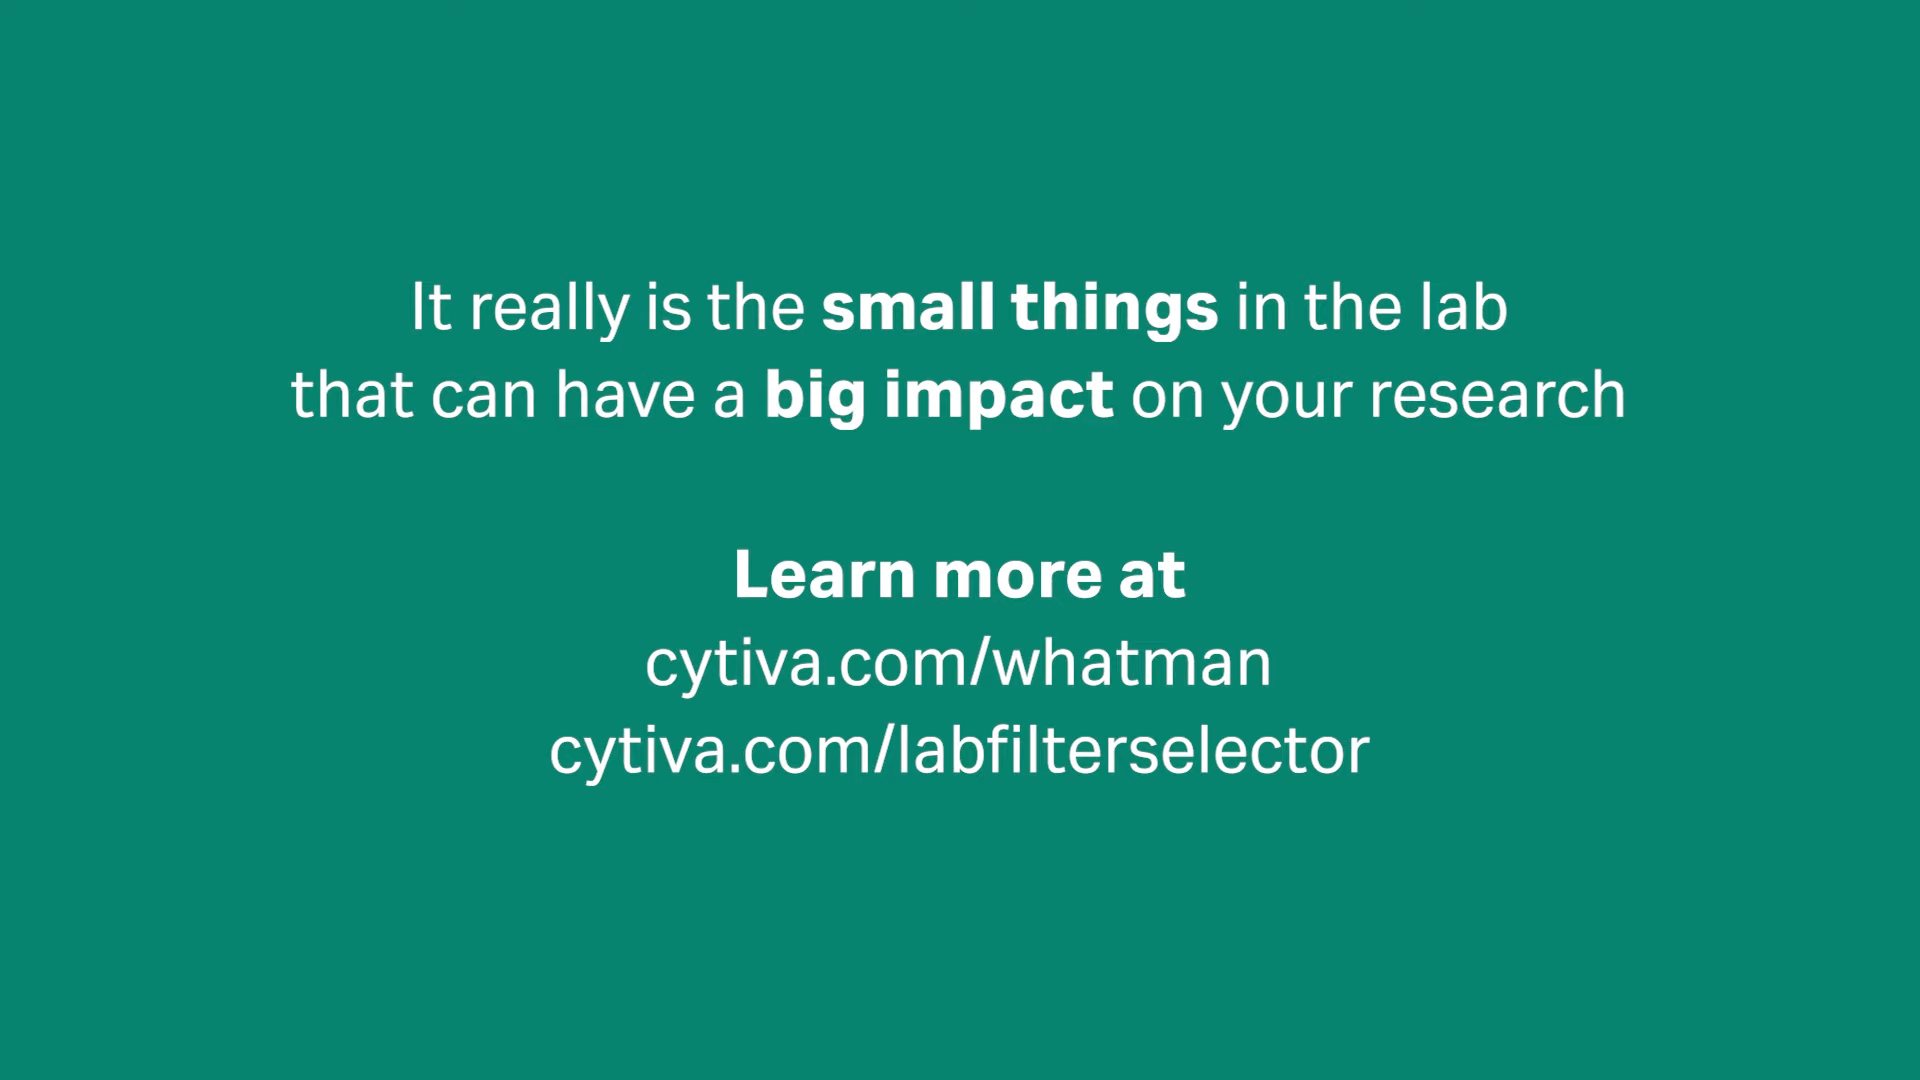 It really is the small things in the lab
that can have a big impact on your research
Learn more at
cytiva.com/whatman
cytiva.com/labfilterselector